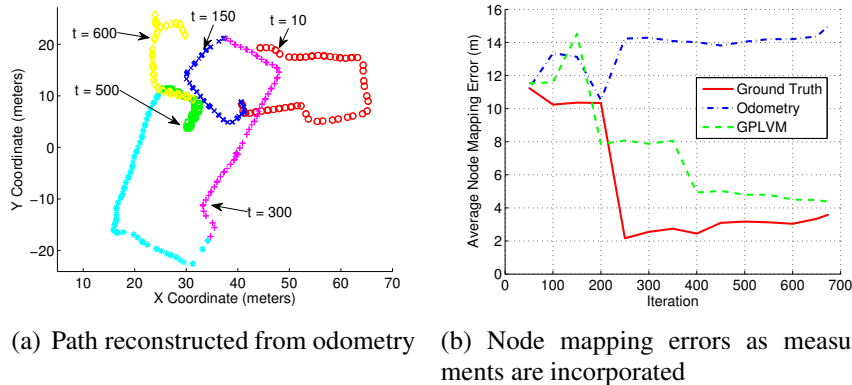 t = 600
t = 150
t = 10
t = 500
t = 300
20
10
0
−10
−20
Y Coordinate (meters)
10 20 30 40 50 60 70
X Coordinate (meters)
16
14
12
10
8
6
4
2
0
Average Node Mapping Error (m)
Ground Truth
Odometry
GPLVM
0 100 200 300 400 500 600 700
Iteration
(a) Path reconstructed from odometry
(b) Node mapping errors as measu
ments are incorporated